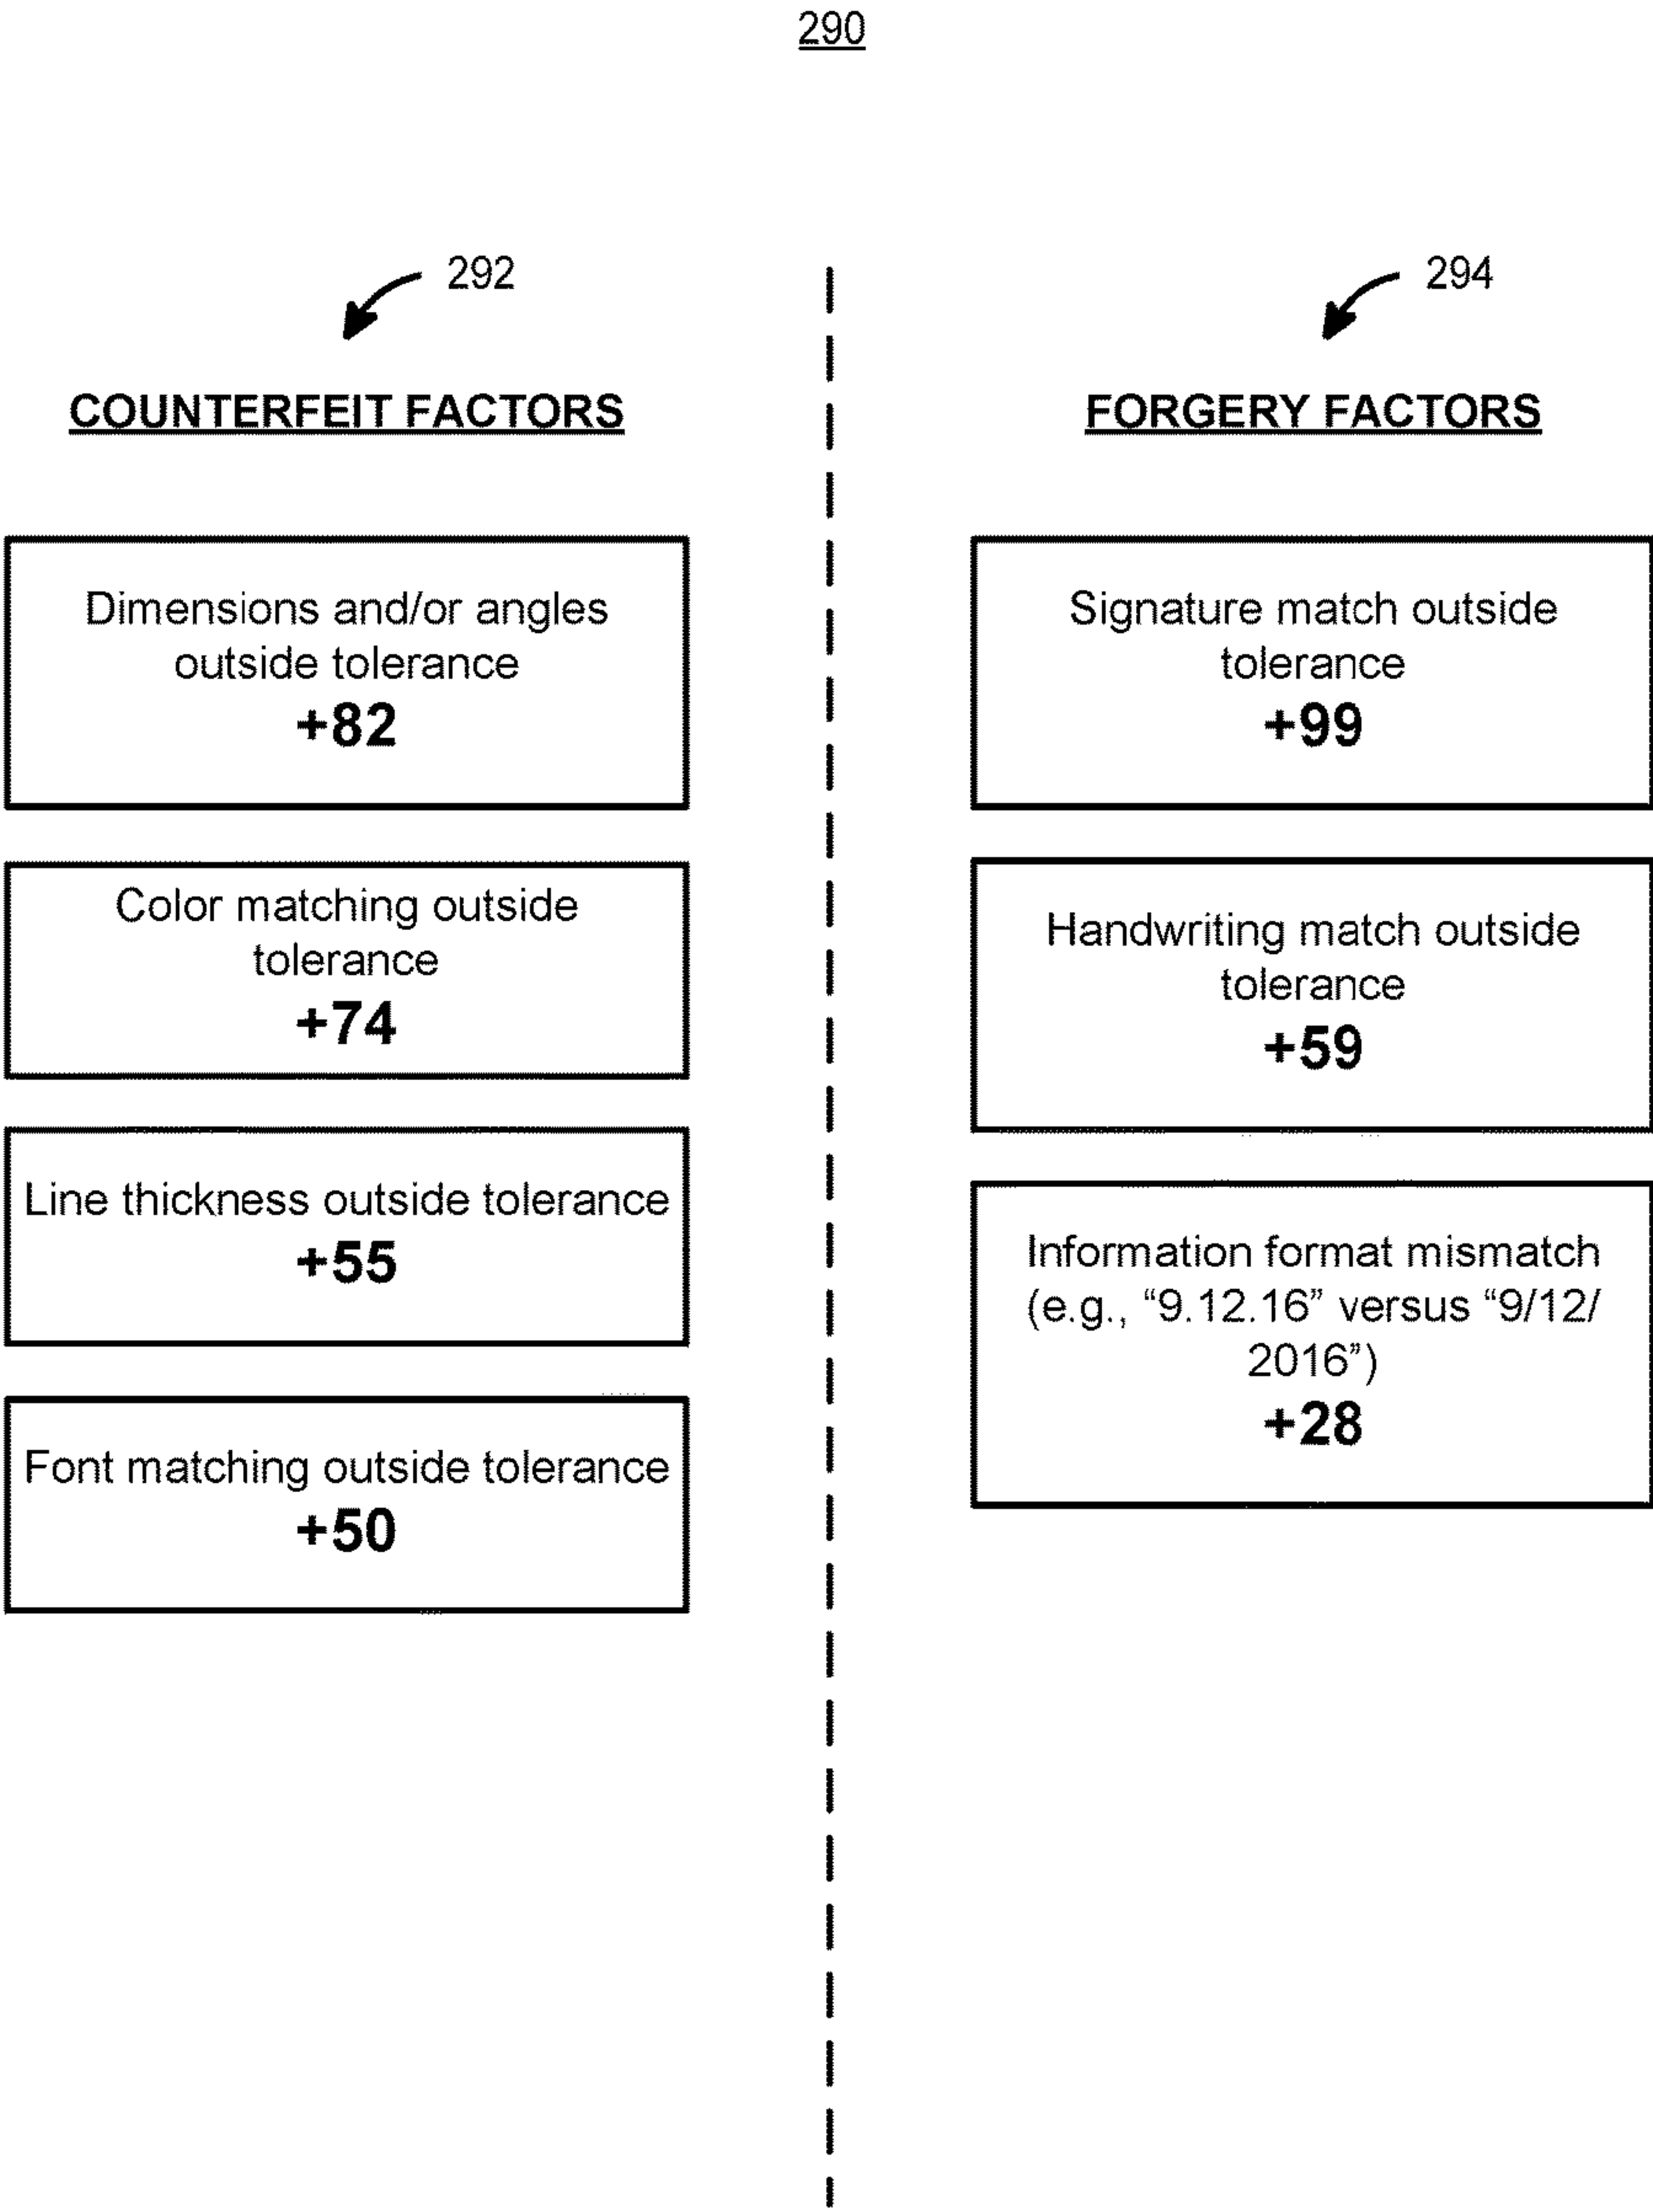 290
292
COUNTERFEIT FACTORS
Dimensions and/or angles
outside tolerance
+82
Color matching outside
tolerance
+74
Line thickness outside tolerance
+55
Font matching outside tolerance
+50
294
FORGERY FACTORS
Signature match outside
tolerance
+99
Handwriting match outside
tolerance
+59
Information format mismatch
(e.g., “9.12.16” versus “9/12/
2016”)
+28